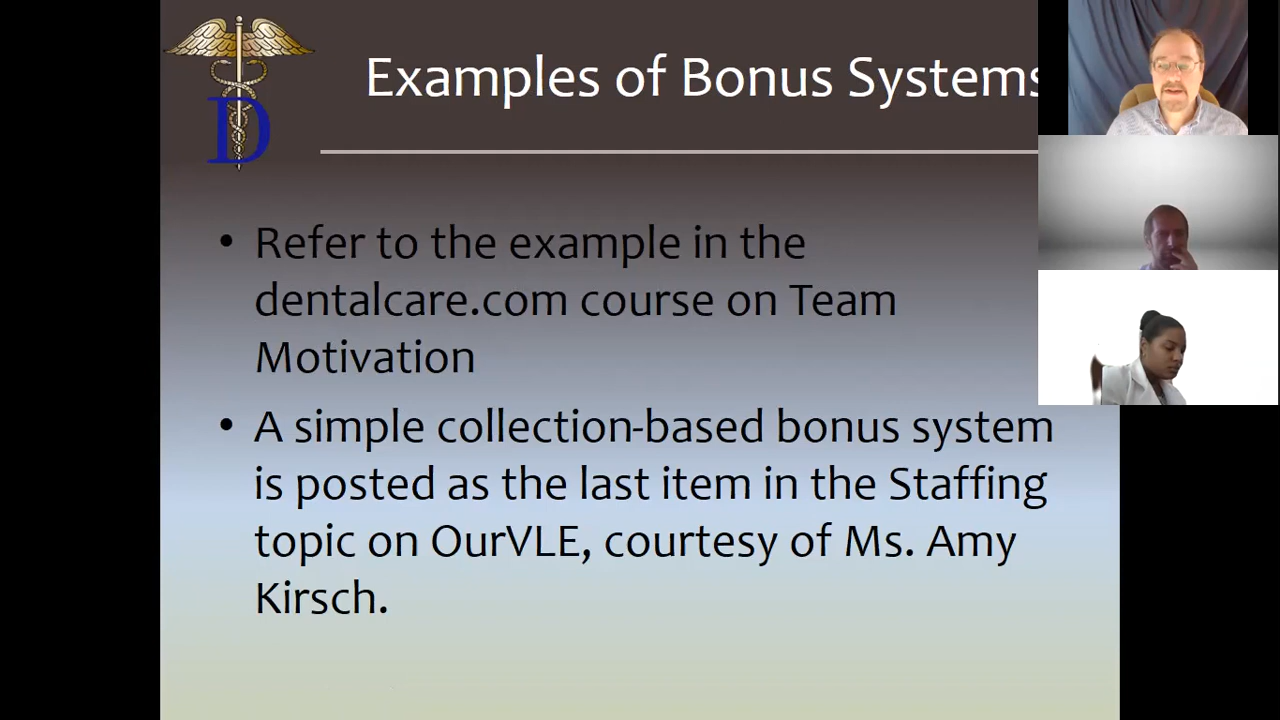 D
Examples of Bonus Systems
• Refer to the example in the
dentalcare.com course on Team
Motivation
• A simple collection-based bonus system
is posted as the last item in the Staffing
topic on OurVLE, courtesy of Ms. Amy
Kirsch.